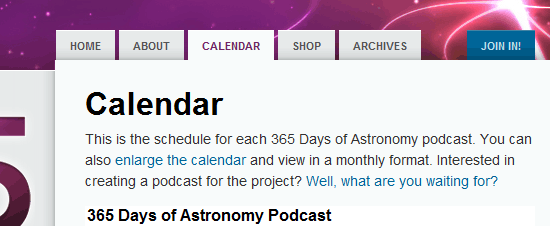 HOME ABOUT CALENDAR SHOP ARCHIVES JOIN IN!
Calendar
This is the schedule for each 365 Days of Astronomy podcast. You can
also enlarge the calendar and view in a monthly format. Interested in
creating a podcast for the project? Well, what are you waiting for?
365 Days of Astronomy Podcast